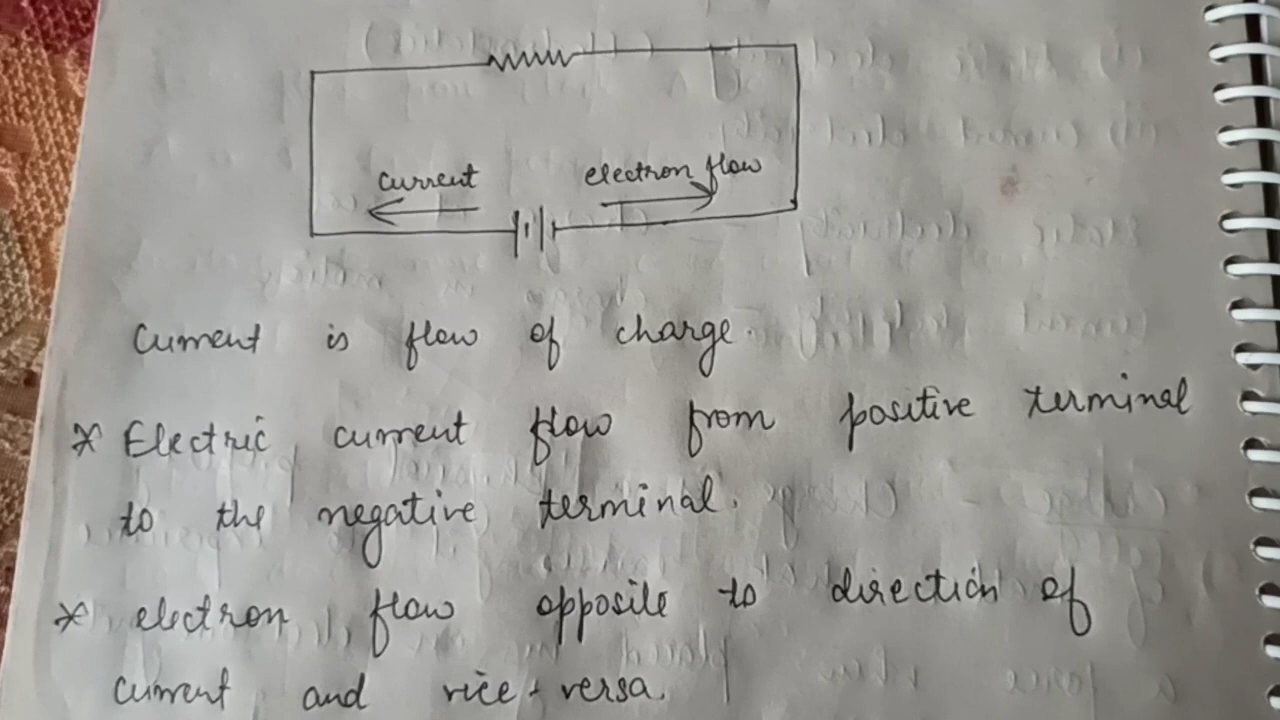 current
electron flow
Current is flow of charge.
* Electric current flow from positive terminal
to the negative terminal.
* electron flow opposite to direction of
current and vice-versa.